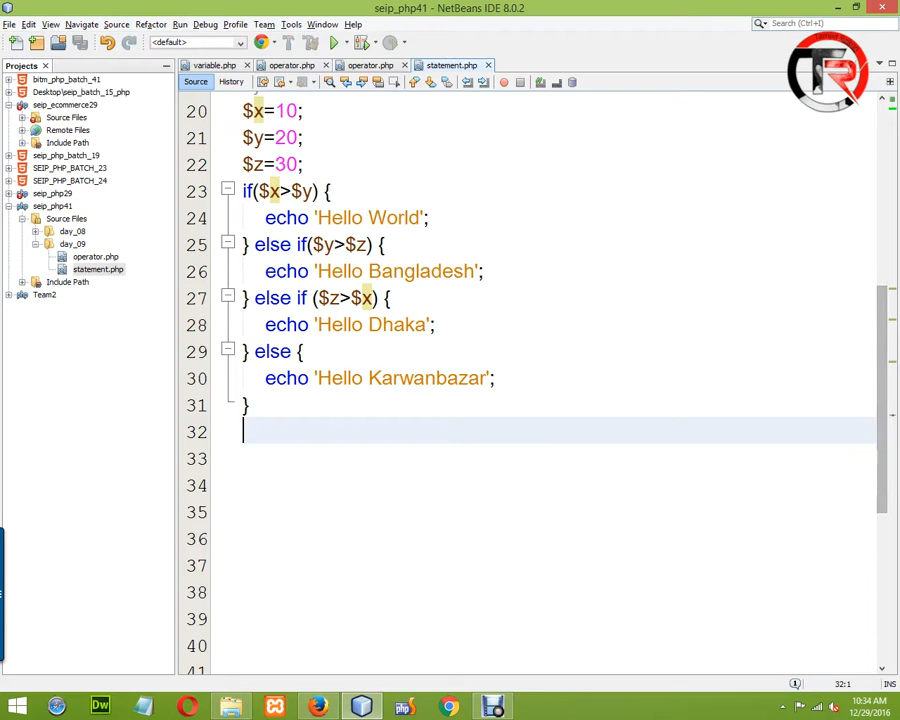 seip_php41 - NetBeans IDE 8.0.2
File Edit View Navigate Source Refactor Run Debug Profile Team Tools Window Help
Search (Ctrl+I)
<default>
Projects
variable.php
operator.php
operator.php
statement.php
Source History
bitm_php_batch_41
Desktop\seip_batch_15_php
seip_ecommerce29
Source Files
Remote Files
Include Path
seip_php_batch_19
SEIP_PHP_BATCH_23
SEIP_PHP_BATCH_24
seip_php29
seip_php41
Source Files
day_08
day_09
operator.php
statement.php
Include Path
Team2
20 $x=10;
21 $y=20;
22 $z=30;
23 if($x>$y) {
24 echo 'Hello World';
25 } else if($y>$z) {
26 echo 'Hello Bangladesh';
27 } else if ($z>$x) {
28 echo 'Hello Dhaka';
29 } else {
30 echo 'Hello Karwanbazar';
31 }
32
33
34
35
36
37
38
39
40
41
32:1 INS
10:34 AM
12/29/2016
Dw
php
TR